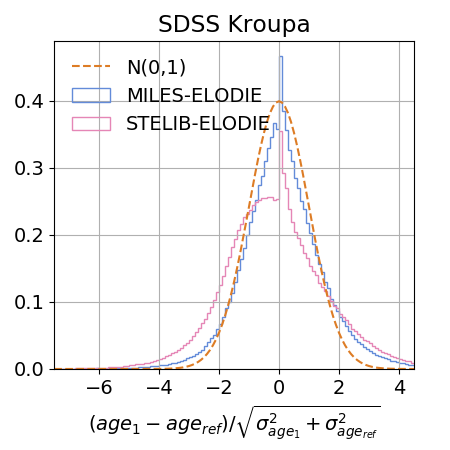 SDSS Kroupa
N(0,1)
MILES-ELODIE
STELIB-ELODIE
0.4
0.3
0.2
0.1
0.0
−6 −4 −2 0 2 4
(age₁ − age_ref)/√(σ²_age₁ + σ²_age_ref)